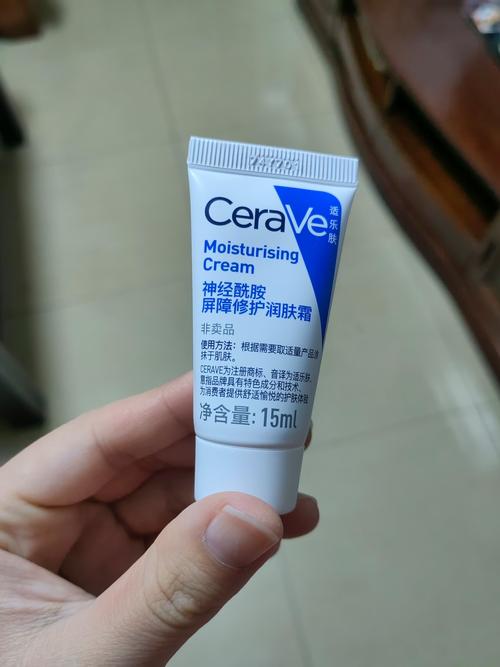 CeraVe
适乐肤
Moisturising
Cream
神经酰胺
屏障修护润肤霜
非卖品
使用方法：根据需要取适量产品涂
抹于肌肤。
CERAVE为注册商标、音译为适乐肤,
意指品牌具有特色成分和技术,
为消费者提供舒适愉悦的护肤体验
净含量: 15ml